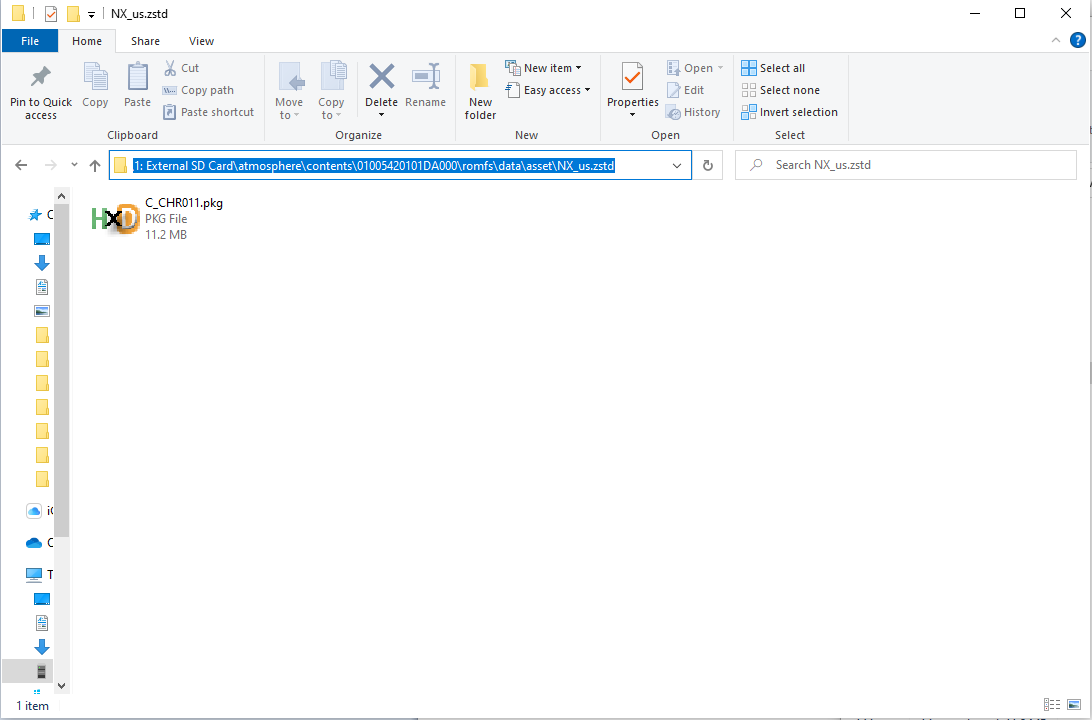 NX_us.zstd
File Home Share View
Pin to Quick access
Copy
Paste
Cut
Copy path
Paste shortcut
Clipboard
Move to
Copy to
Delete
Rename
Organize
New folder
New item
Easy access
New
Properties
Open
Edit
History
Open
Select all
Select none
Invert selection
Select
1: External SD Card\atmosphere\contents\01005420101DA000\romfs\data\asset\NX_us.zstd
Search NX_us.zstd
HxD
C_CHR011.pkg
PKG File
11.2 MB
1 item